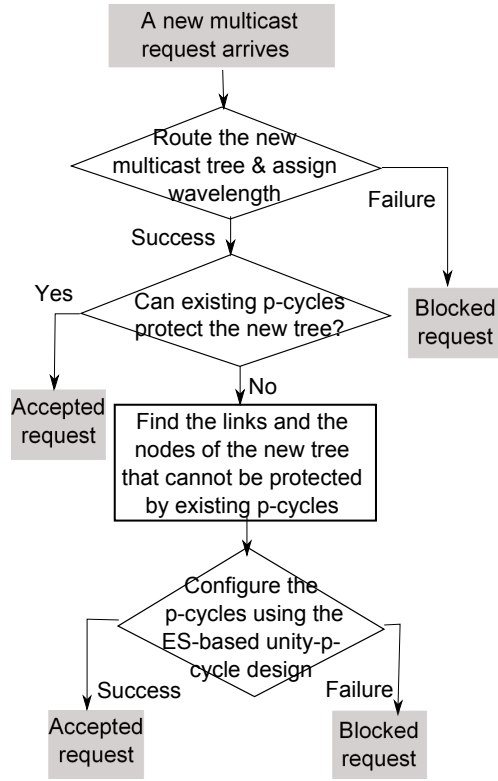 A new multicast
request arrives
Route the new
multicast tree & assign
wavelength
Failure
Success
Yes
Can existing p-cycles
protect the new tree?
Blocked
request
No
Accepted
request
Find the links and the
nodes of the new tree
that cannot be protected
by existing p-cycles
Configure the
p-cycles using the
ES-based unity-p-
cycle design
Success
Failure
Accepted
request
Blocked
request